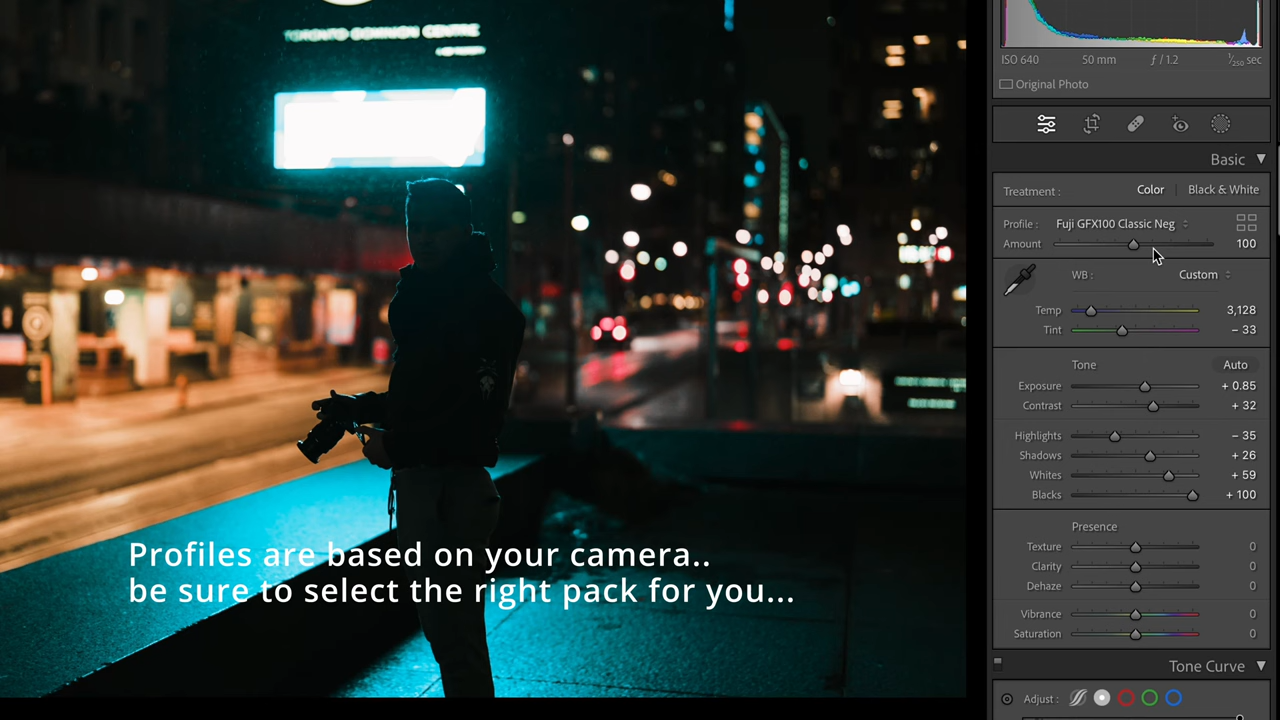 TORONTO DOMINION CENTRE
ISO 640 50 mm ƒ / 1.2 1/250 sec
Original Photo
Basic
Treatment : Color Black & White
Profile : Fuji GFX100 Classic Neg
Amount 100
WB : Custom
Temp 3,128
Tint – 33
Tone Auto
Exposure + 0.85
Contrast + 32
Highlights – 35
Shadows + 26
Whites + 59
Blacks + 100
Presence
Texture 0
Clarity 0
Dehaze 0
Vibrance 0
Saturation 0
Tone Curve
Adjust :
Profiles are based on your camera..
be sure to select the right pack for you...